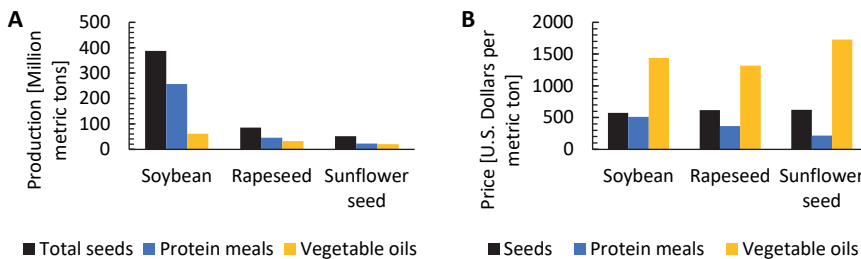 A
Production [Million
metric tons]
500
400
300
200
100
0
Soybean
Rapeseed
Sunflower
seed
Total seeds
Protein meals
Vegetable oils
B
Price [U.S. Dollars per
metric ton]
2000
1500
1000
500
0
Soybean
Rapeseed
Sunflower
seed
Seeds
Protein meals
Vegetable oils